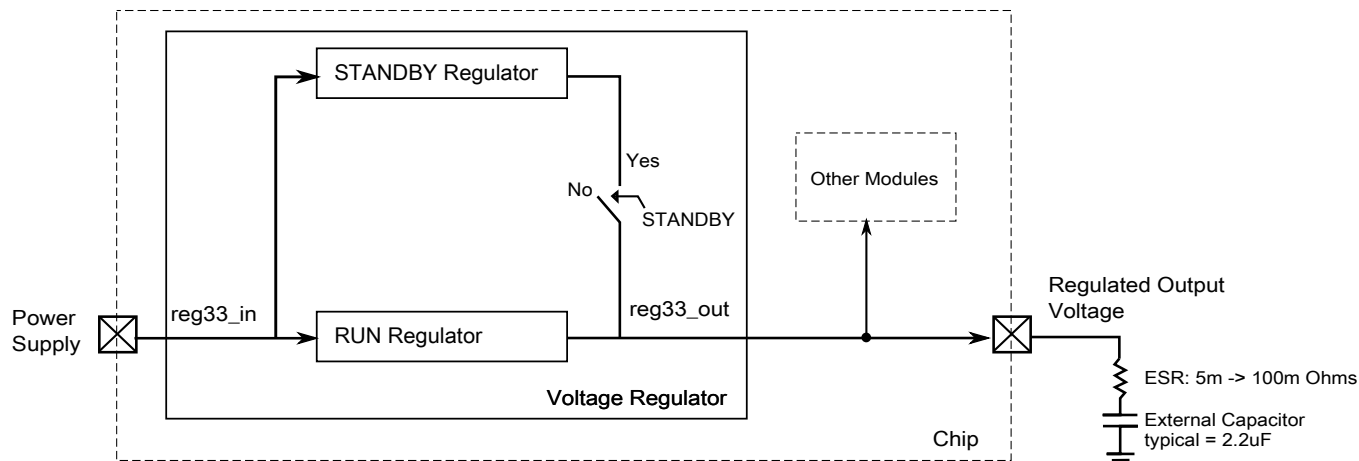 STANDBY Regulator
Yes
No
STANDBY
Other Modules
Power
Supply
reg33_in
RUN Regulator
reg33_out
Regulated Output
Voltage
Voltage Regulator
Chip
ESR: 5m -> 100m Ohms
External Capacitor
typical = 2.2uF